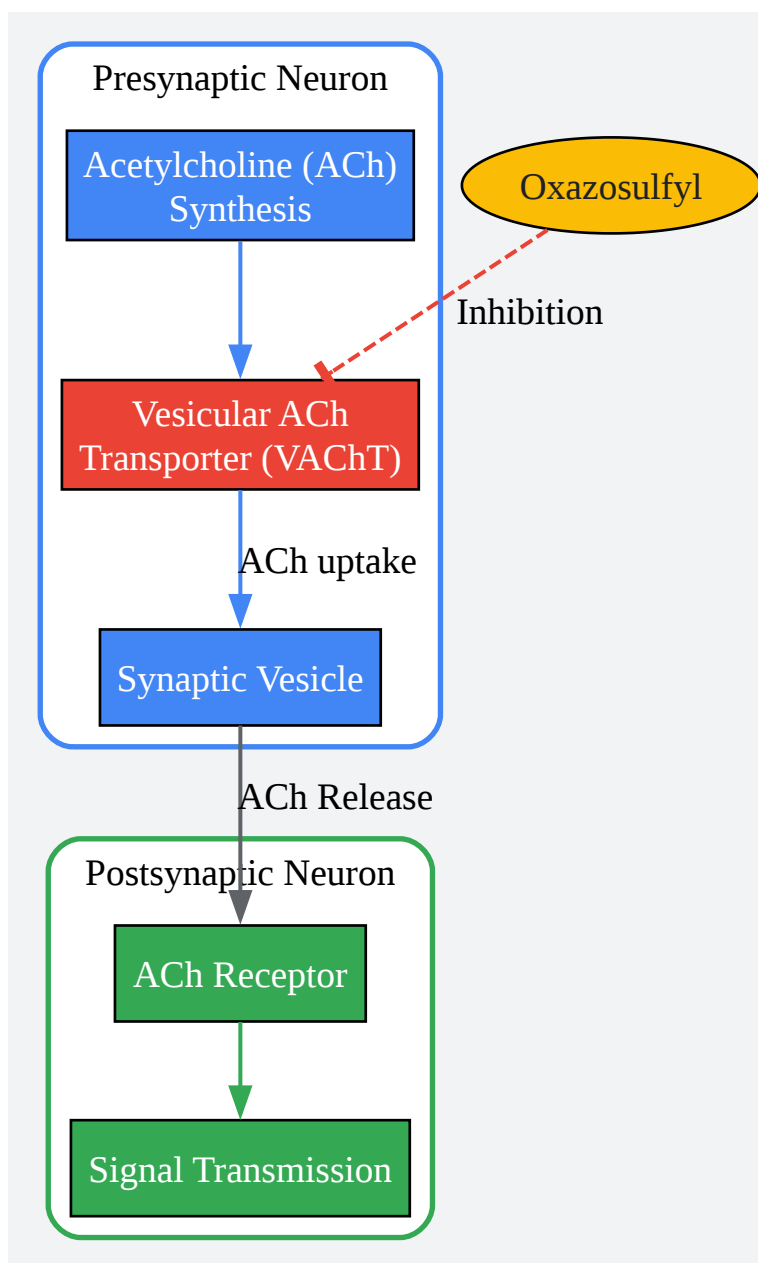 Presynaptic Neuron
Acetylcholine (ACh)
Synthesis
Oxazosulfyl
Inhibition
Vesicular ACh
Transporter (VAChT)
ACh uptake
Synaptic Vesicle
ACh Release
Postsynaptic Neuron
ACh Receptor
Signal Transmission